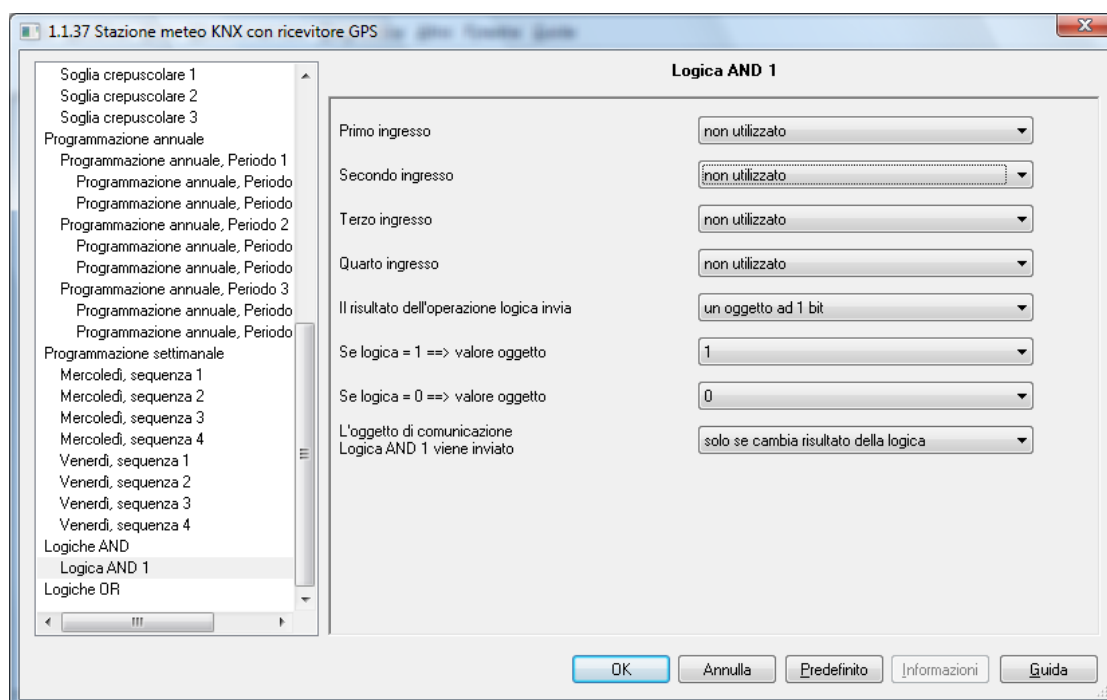 1.1.37 Stazione meteo KNX con ricevitore GPS
Soglia crepuscolare 1
Soglia crepuscolare 2
Soglia crepuscolare 3
Programmazione annuale
Programmazione annuale, Periodo 1
Programmazione annuale, Periodo
Programmazione annuale, Periodo
Programmazione annuale, Periodo 2
Programmazione annuale, Periodo
Programmazione annuale, Periodo
Programmazione annuale, Periodo 3
Programmazione annuale, Periodo
Programmazione annuale, Periodo
Programmazione settimanale
Mercoledì, sequenza 1
Mercoledì, sequenza 2
Mercoledì, sequenza 3
Mercoledì, sequenza 4
Venerdì, sequenza 1
Venerdì, sequenza 2
Venerdì, sequenza 3
Venerdì, sequenza 4
Logiche AND
Logica AND 1
Logiche OR
Logica AND 1
Primo ingresso non utilizzato
Secondo ingresso non utilizzato
Terzo ingresso non utilizzato
Quarto ingresso non utilizzato
Il risultato dell'operazione logica invia un oggetto ad 1 bit
Se logica = 1 ==> valore oggetto 1
Se logica = 0 ==> valore oggetto 0
L'oggetto di comunicazione
Logica AND 1 viene inviato solo se cambia risultato della logica
OK Annulla Predefinito Informazioni Guida